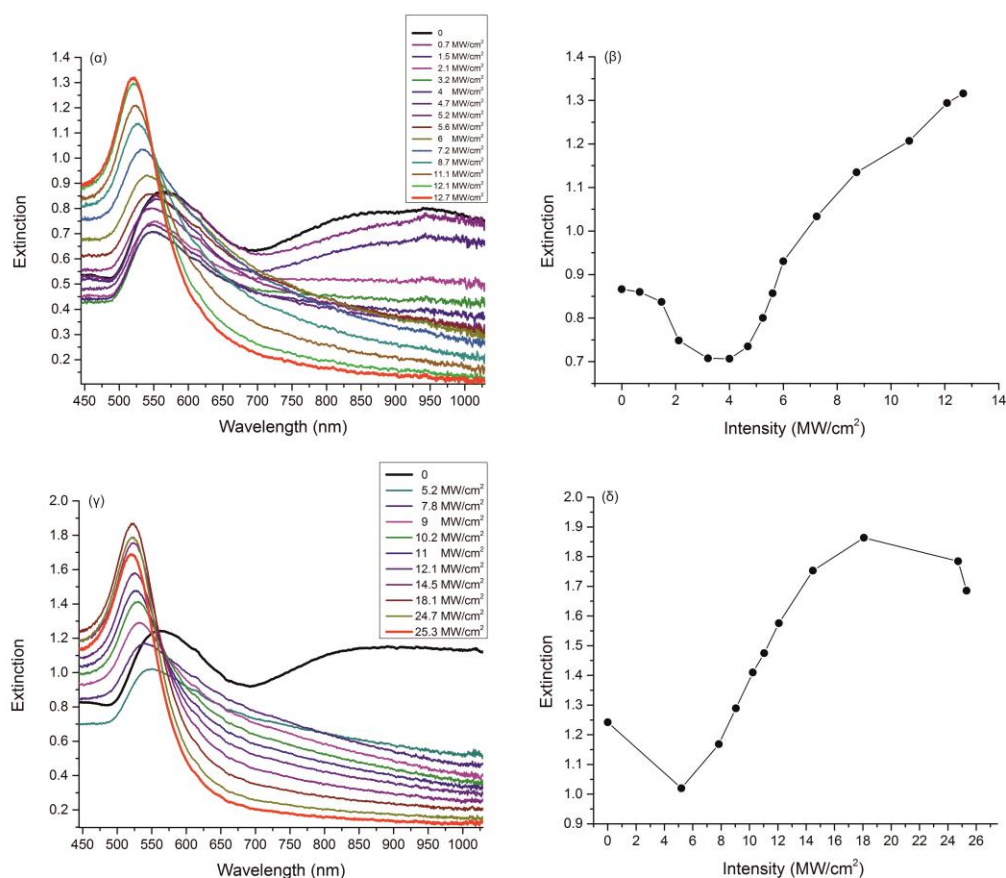 (α)
0
0.7 MW/cm²
1.5 MW/cm²
2.1 MW/cm²
3.2 MW/cm²
4 MW/cm²
4.7 MW/cm²
5.2 MW/cm²
5.6 MW/cm²
6 MW/cm²
7.2 MW/cm²
8.7 MW/cm²
11.1 MW/cm²
12.1 MW/cm²
12.7 MW/cm²
1.4
1.3
1.2
1.1
1.0
0.9
0.8
0.7
0.6
0.5
0.4
0.3
0.2
Extinction
450 500 550 600 650 700 750 800 850 900 950 1000
Wavelength (nm)
(β)
1.4
1.3
1.2
1.1
1.0
0.9
0.8
0.7
0.6
Extinction
0 2 4 6 8 10 12 14
Intensity (MW/cm²)
(γ)
0
5.2 MW/cm²
7.8 MW/cm²
9 MW/cm²
10.2 MW/cm²
11 MW/cm²
12.1 MW/cm²
14.5 MW/cm²
18.1 MW/cm²
24.7 MW/cm²
25.3 MW/cm²
2.0
1.8
1.6
1.4
1.2
1.0
0.8
0.6
0.4
0.2
Extinction
450 500 550 600 650 700 750 800 850 900 950 1000
Wavelength (nm)
(δ)
2.0
1.9
1.8
1.7
1.6
1.5
1.4
1.3
1.2
1.1
1.0
0.9
Extinction
0 2 4 6 8 10 12 14 16 18 20 22 24 26
Intensity (MW/cm²)